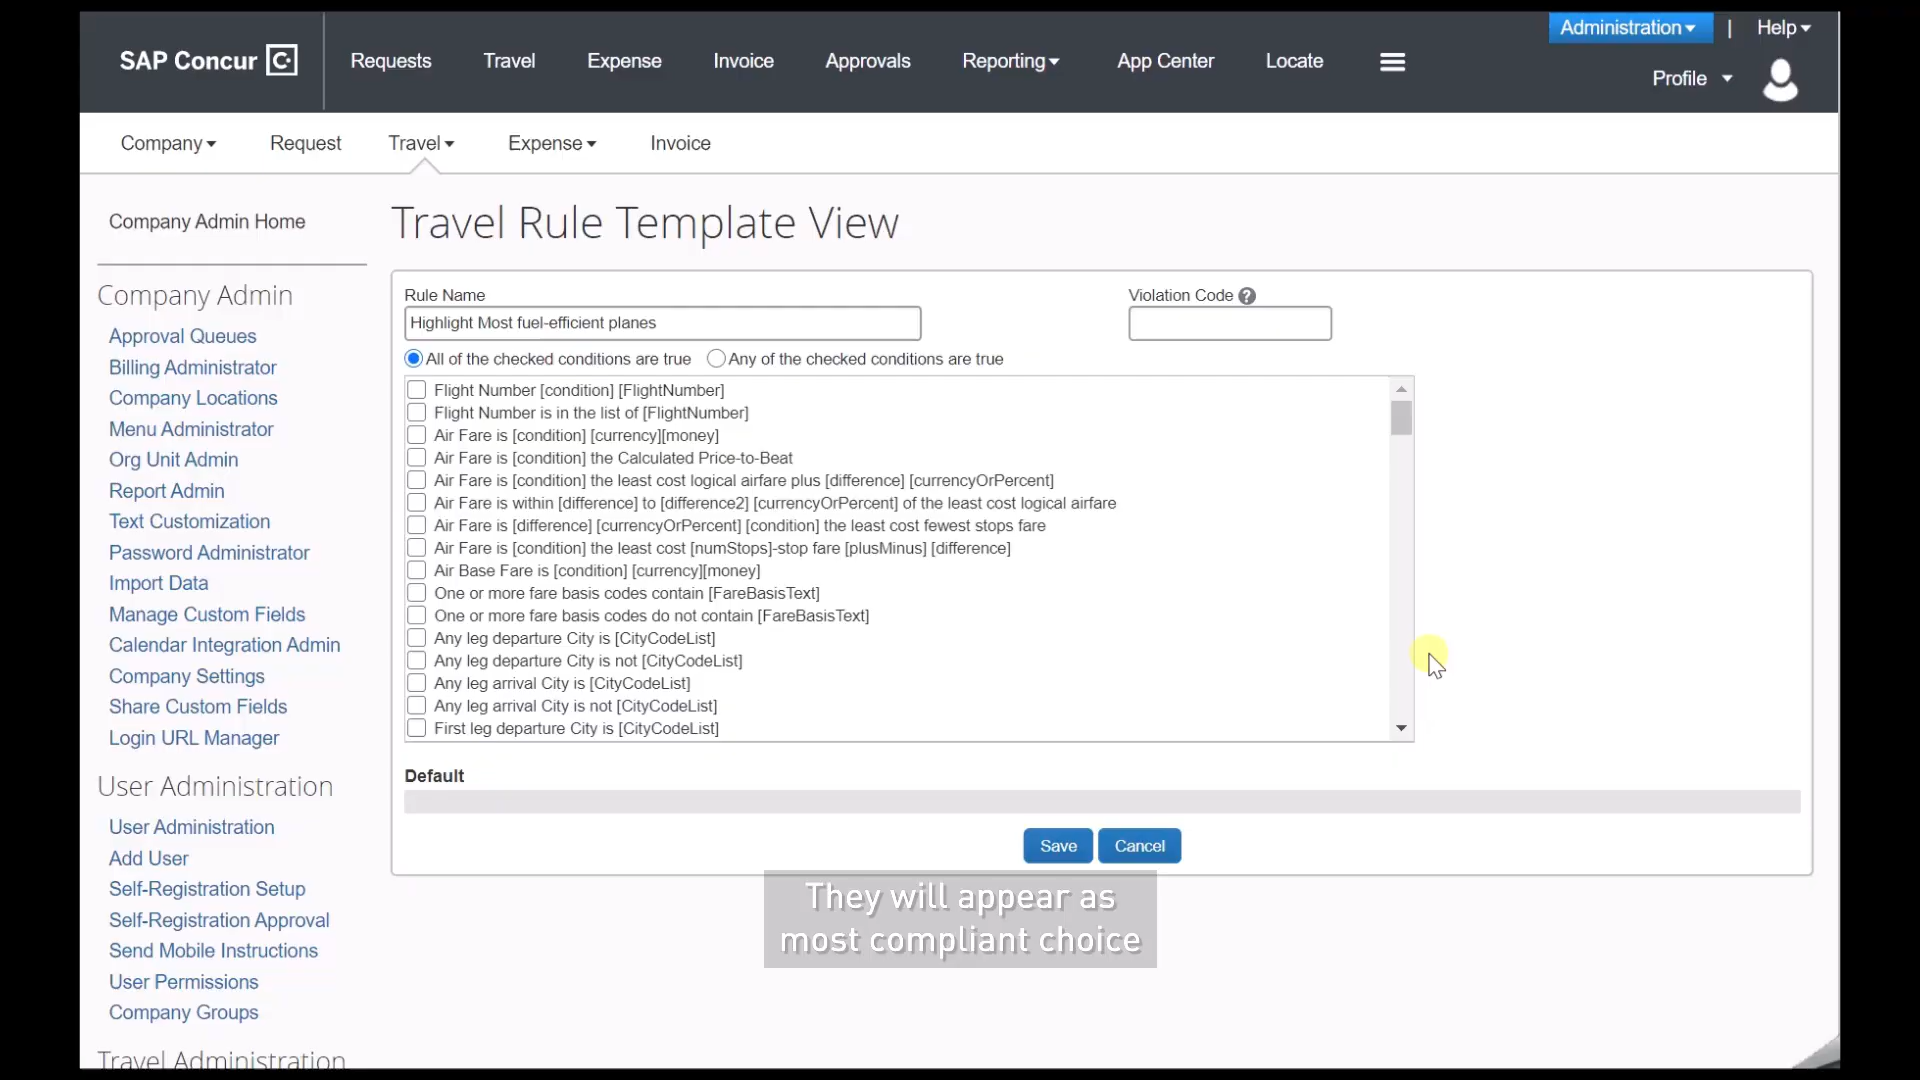 SAP Concur C.
Requests
Travel
Expense
Invoice
Approvals
Reporting
App Center
Locate
Administration
|
Help
Profile
Company
Request
Travel
Expense
Invoice
Company Admin Home
Company Admin
Approval Queues
Billing Administrator
Company Locations
Menu Administrator
Org Unit Admin
Report Admin
Text Customization
Password Administrator
Import Data
Manage Custom Fields
Calendar Integration Admin
Company Settings
Share Custom Fields
Login URL Manager
User Administration
User Administration
Add User
Self-Registration Setup
Self-Registration Approval
Send Mobile Instructions
User Permissions
Company Groups
Travel Administration
Travel Rule Template View
Rule Name
Highlight Most fuel-efficient planes
Violation Code ?
All of the checked conditions are true
Any of the checked conditions are true
Flight Number [condition] [FlightNumber]
Flight Number is in the list of [FlightNumber]
Air Fare is [condition] [currency][money]
Air Fare is [condition] the Calculated Price-to-Beat
Air Fare is [condition] the least cost logical airfare plus [difference] [currencyOrPercent]
Air Fare is within [difference] to [difference2] [currencyOrPercent] of the least cost logical airfare
Air Fare is [difference] [currencyOrPercent] [condition] the least cost fewest stops fare
Air Fare is [condition] the least cost [numStops]-stop fare [plusMinus] [difference]
Air Base Fare is [condition] [currency][money]
One or more fare basis codes contain [FareBasisText]
One or more fare basis codes do not contain [FareBasisText]
Any leg departure City is [CityCodeList]
Any leg departure City is not [CityCodeList]
Any leg arrival City is [CityCodeList]
Any leg arrival City is not [CityCodeList]
First leg departure City is [CityCodeList]
Default
Save
Cancel
They will appear as
most compliant choice